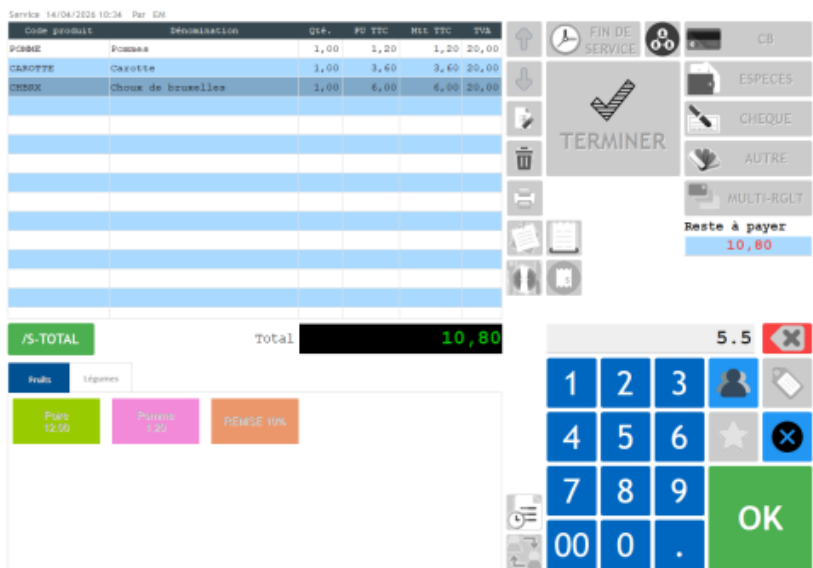 Service 14/04/2026 10:34 Par EM
Code produit Dénomination Qté. PU TTC Mtt TTC TVA
POMME Pommes 1,00 1,20 1,20 20,00
CAROTTE Carotte 1,00 3,60 3,60 20,00
CHBRX Choux de bruxelles 1,00 6,00 6,00 20,00
FIN DE
SERVICE
TERMINER
CB
ESPECES
CHEQUE
AUTRE
MULTI-RGLT
Reste à payer
10,80
/S-TOTAL Total 10,80
Fruits Légumes
Poire
12,00
Pomme
1,20
REMISE 10%
5.5
1 2 3
4 5 6
7 8 9
00 0 .
OK